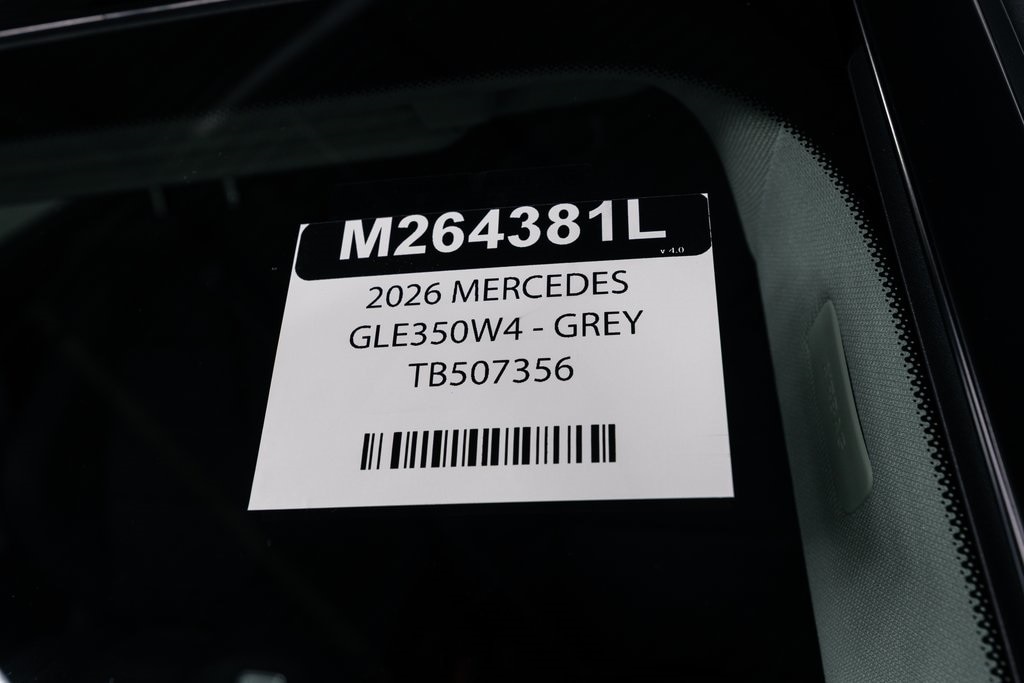 M264381L
v 4.0
2026 MERCEDES
GLE350W4 - GREY
TB507356